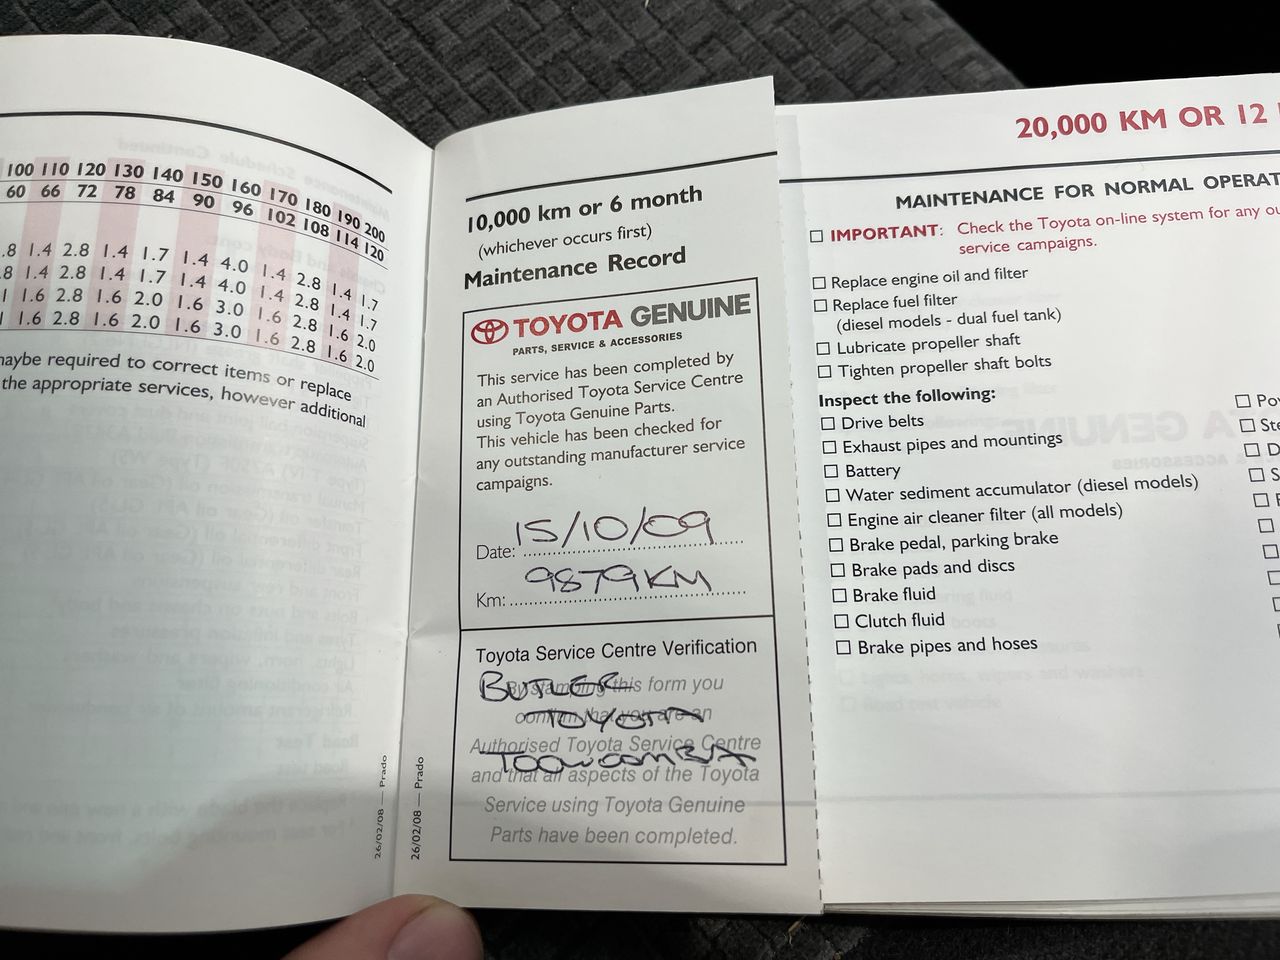 100 110 120 130 140 150 160 170 180 190 200
60 66 72 78 84 90 96 102 108 114 120
.8 1.4 2.8 1.4 1.7 1.4 4.0 1.4 2.8 1.4 1.7
.8 1.4 2.8 1.4 1.7 1.4 4.0 1.4 2.8 1.4 1.7
1.6 2.8 1.6 2.0 1.6 3.0 1.6 2.8 1.6 2.0
1.6 2.8 1.6 2.0 1.6 3.0 1.6 2.8 1.6 2.0
maybe required to correct items or replace
the appropriate services, however additional
26/02/08 — Prado
10,000 km or 6 month
(whichever occurs first)
Maintenance Record
TOYOTA GENUINE
PARTS, SERVICE & ACCESSORIES
This service has been completed by
an Authorised Toyota Service Centre
using Toyota Genuine Parts.
This vehicle has been checked for
any outstanding manufacturer service
campaigns.
Date: 15/10/09
Km: 9879KM
Toyota Service Centre Verification
By stamping this form you
confirm that you are an
Authorised Toyota Service Centre
and that all aspects of the Toyota
Service using Toyota Genuine
Parts have been completed.
BUTLER
TOYOTA
TOOWOOMBA
26/02/08 — Prado
20,000 KM OR 12
MAINTENANCE FOR NORMAL OPERAT
IMPORTANT: Check the Toyota on-line system for any ou
service campaigns.
Replace engine oil and filter
Replace fuel filter
(diesel models - dual fuel tank)
Lubricate propeller shaft
Tighten propeller shaft bolts
Inspect the following:
Drive belts
Exhaust pipes and mountings
Battery
Water sediment accumulator (diesel models)
Engine air cleaner filter (all models)
Brake pedal, parking brake
Brake pads and discs
Brake fluid
Clutch fluid
Brake pipes and hoses
Pov
Ste
D
S